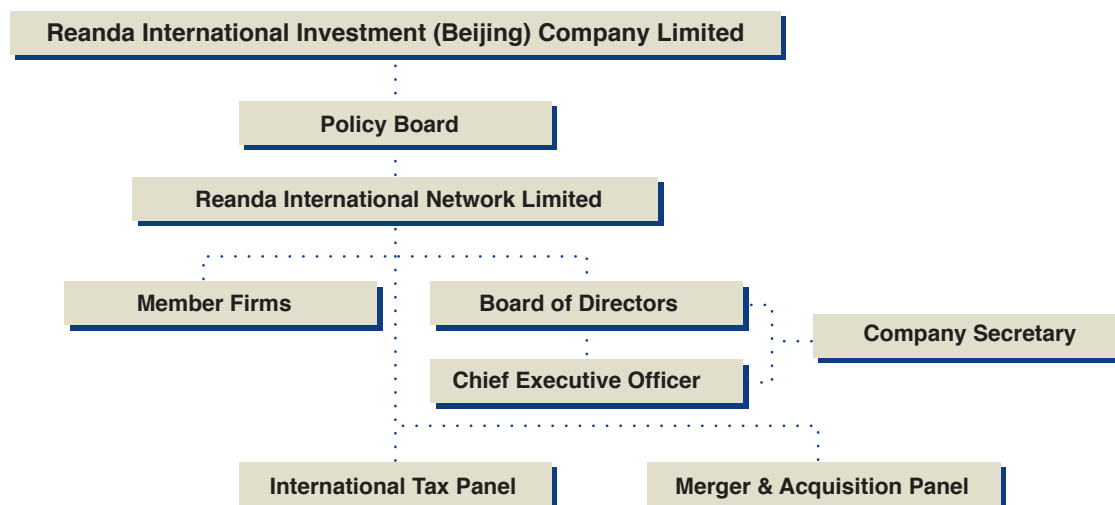 Reanda International Investment (Beijing) Company Limited
Policy Board
Reanda International Network Limited
Member Firms
Board of Directors
Company Secretary
Chief Executive Officer
International Tax Panel
Merger & Acquisition Panel